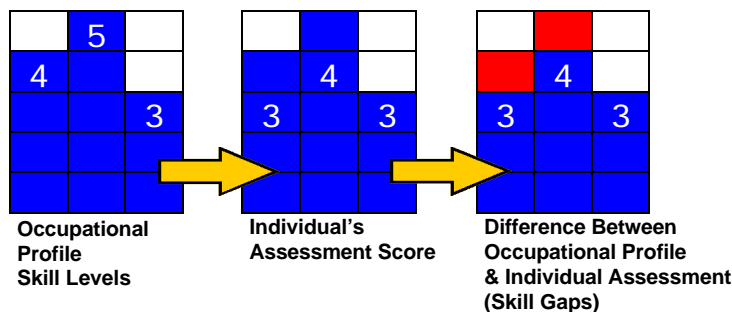 5
4
3
4
3 3
4
3 3
Occupational
Profile
Skill Levels
Individual's
Assessment Score
Difference Between
Occupational Profile
& Individual Assessment
(Skill Gaps)